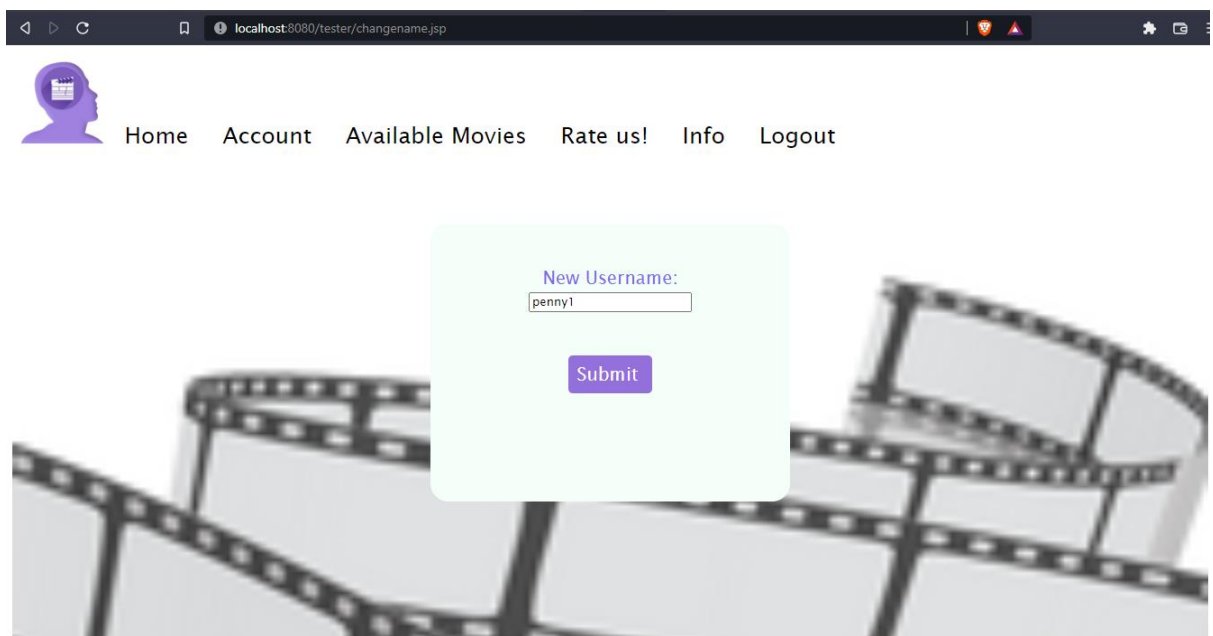 localhost:8080/tester/changename.jsp
Home Account Available Movies Rate us! Info Logout
New Username:
penny1
Submit